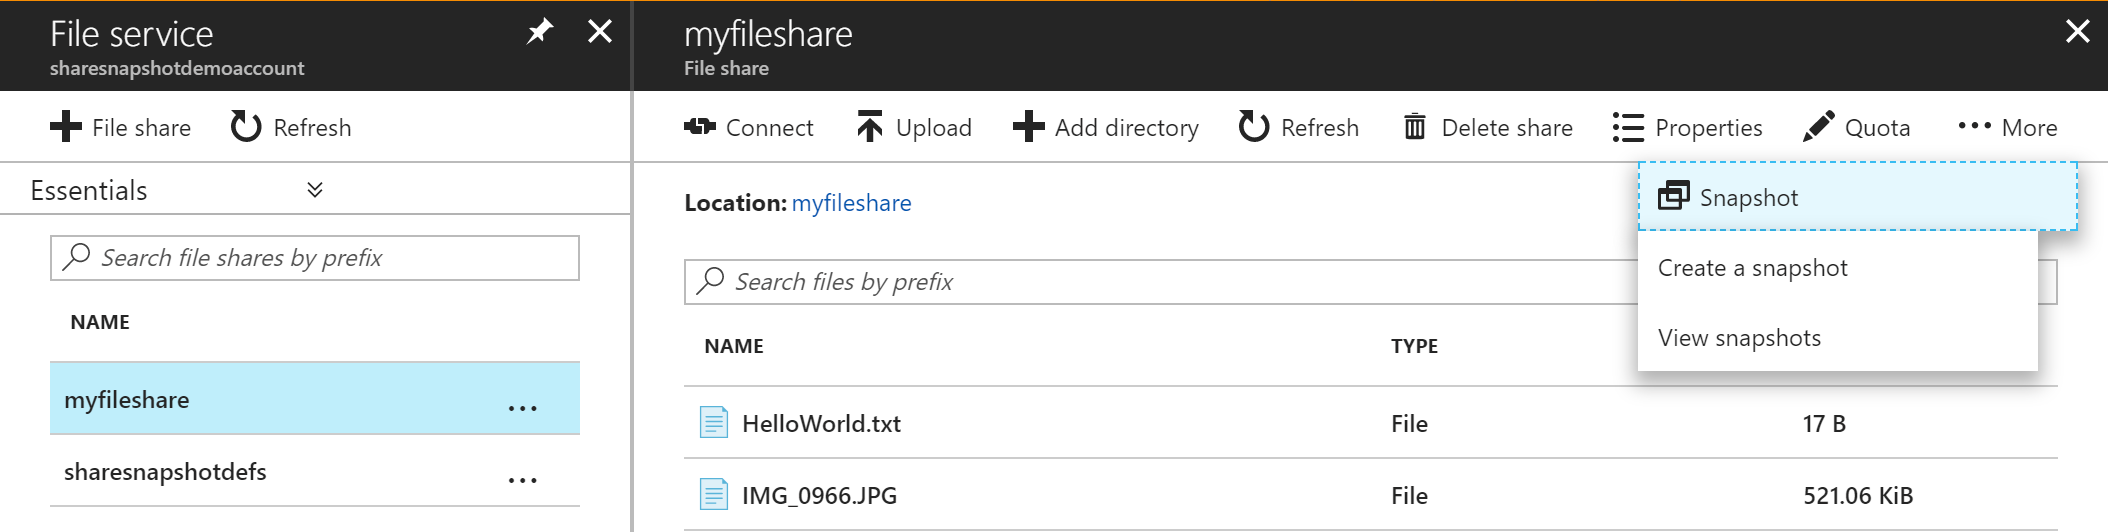 File service
sharesnapshotdemoaccount
File share
Refresh
Essentials
Search file shares by prefix
NAME
myfileshare
...
sharesnapshotdefs
...
myfileshare
File share
Connect
Upload
Add directory
Refresh
Delete share
Properties
Quota
... More
Snapshot
Create a snapshot
View snapshots
Location: myfileshare
Search files by prefix
NAME TYPE
HelloWorld.txt File 17 B
IMG_0966.JPG File 521.06 KiB